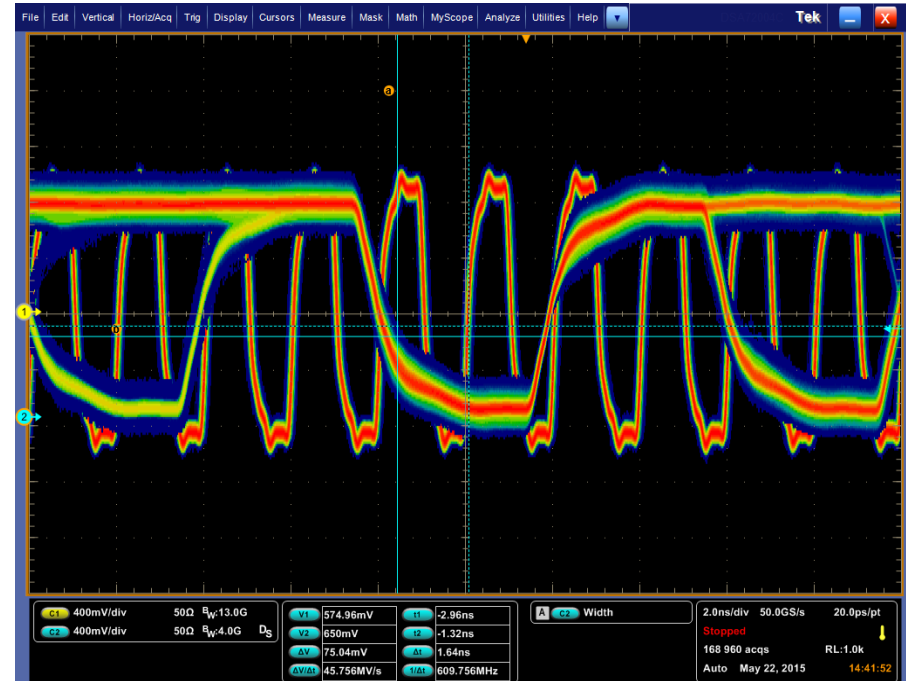 File Edit Vertical Horiz/Acq Trig Display Cursors Measure Mask Math MyScope Analyze Utilities Help Tek X
a
1
b
2
C1 400mV/div 50Ω BW:13.0G
C2 400mV/div 50Ω BW:4.0G DS
V1 574.96mV t1 -2.96ns
V2 650mV t2 -1.32ns
ΔV 75.04mV Δt 1.64ns
ΔV/Δt 45.756MV/s 1/Δt 609.756MHz
A C2 Width
2.0ns/div 50.0GS/s 20.0ps/pt
Stopped
168 960 acqs RL:1.0k
Auto May 22, 2015 14:41:52